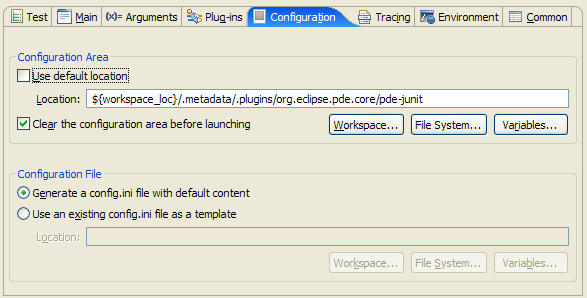 Test Main (x)= Arguments Plug-ins Configuration Tracing Environment Common
Configuration Area
Use default location
Location: ${workspace_loc}/.metadata/.plugins/org.eclipse.pde.core/pde-junit
Clear the configuration area before launching Workspace... File System... Variables...
Configuration File
Generate a config.ini file with default content
Use an existing config.ini file as a template
Location:
Workspace... File System... Variables...